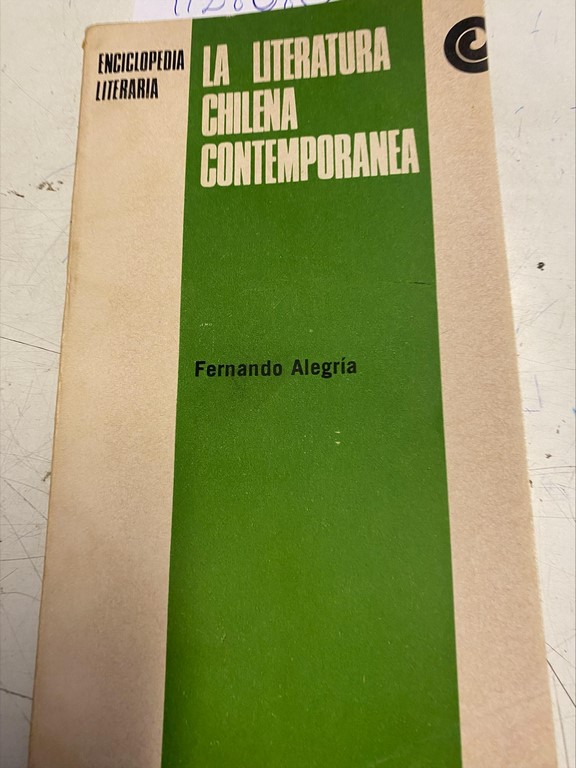 ENCICLOPEDIA
LITERARIA
LA LITERATURA
CHILENA
CONTEMPORANEA
Fernando Alegría